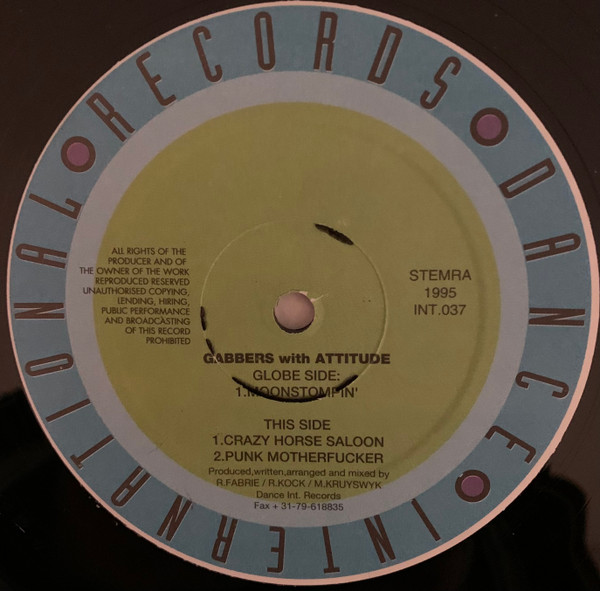 RECORDS DANCE INTERNATIONAL
ALL RIGHTS OF THE
PRODUCER AND OF
THE OWNER OF THE WORK
REPRODUCED RESERVED
UNAUTHORISED COPYING,
LENDING, HIRING,
PUBLIC PERFORMANCE
AND BROADCASTING
OF THIS RECORD
PROHIBITED
STEMRA
1995
INT.037
GABBERS with ATTITUDE
GLOBE SIDE:
1.MOONSTOMPIN'
THIS SIDE
1.CRAZY HORSE SALOON
2.PUNK MOTHERFUCKER
Produced,written,arranged and mixed by
R.FABRIE / R.KOCK / M.KRUYSWYK
Dance Int. Records
Fax + 31-79-618835